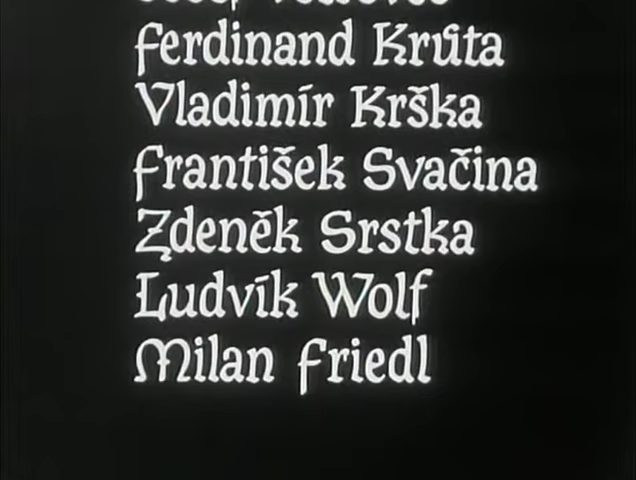 Ferdinand Krůta
Vladimír Krška
František Svačina
Zdeněk Srstka
Ludvík Wolf
Milan Friedl